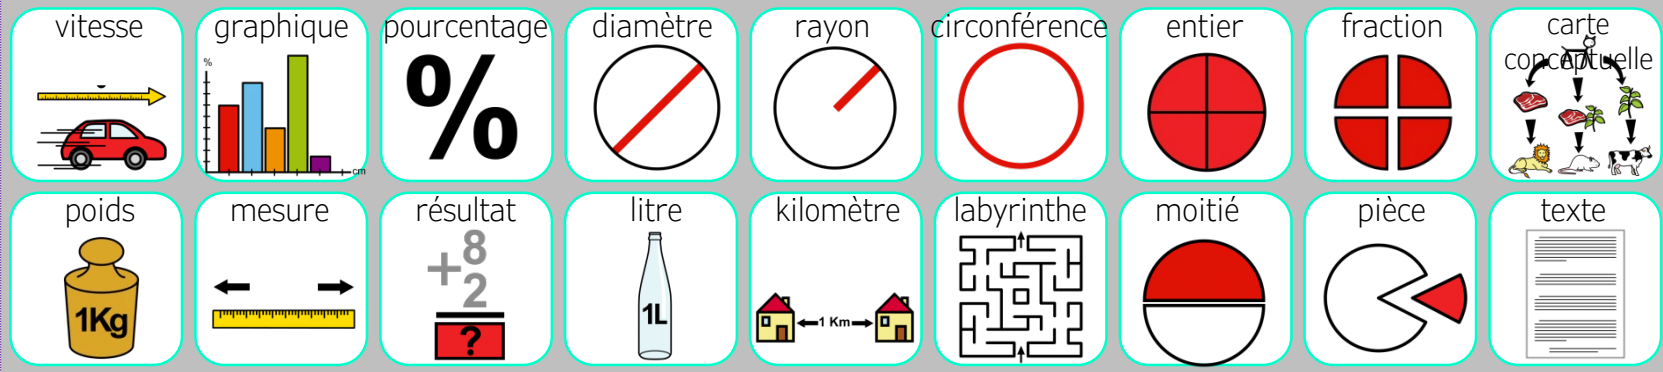 vitesse
graphique
%
cm
pourcentage
%
diamètre
rayon
circonférence
entier
fraction
carte
conceptuelle
poids
1Kg
mesure
résultat
8
+2
?
litre
1L
kilomètre
1 Km
labyrinthe
moitié
pièce
texte